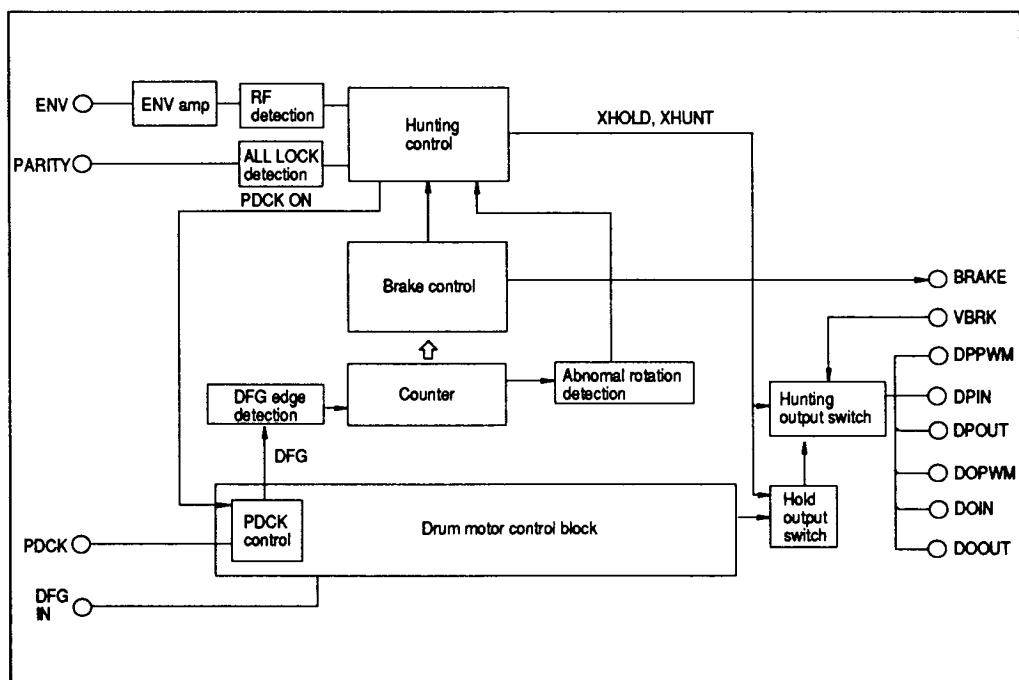 ENV
ENV amp
RF
detection
Hunting
control
XHOLD, XHUNT
PARITY
ALL LOCK
detection
PDCK ON
Brake control
BRAKE
VBRK
DPPWM
DFG edge
detection
Counter
Abnomal rotation
detection
Hunting
output switch
DPIN
DPOUT
DFG
DOPWM
PDCK
control
Drum motor control block
Hold
output
switch
DOIN
PDCK
DOOUT
DFG
IN